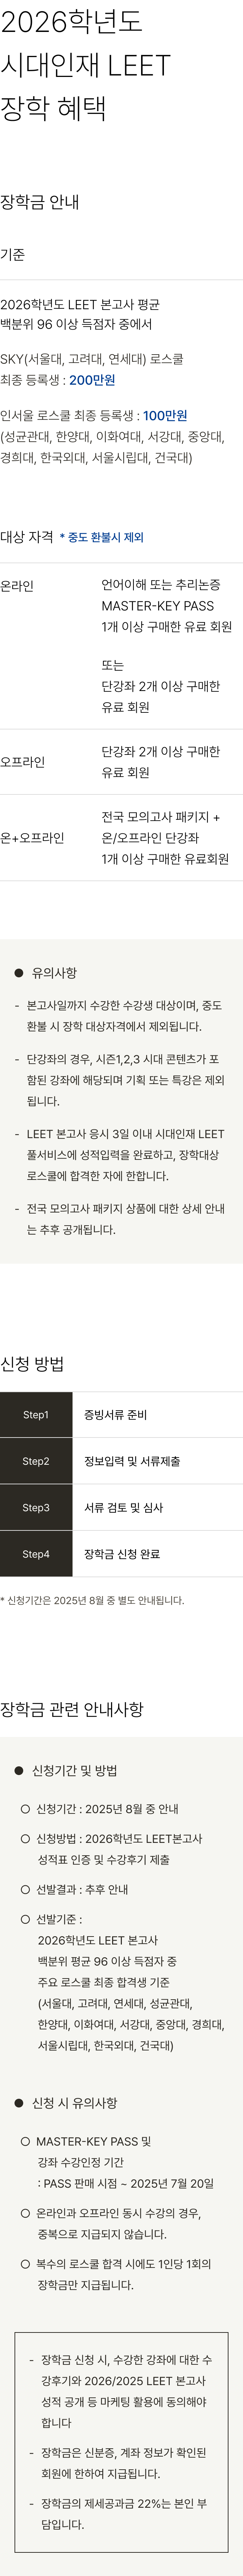 2026학년도
시대인재 LEET
장학 혜택
장학금 안내
기준
2026학년도 LEET 본고사 평균
백분위 96 이상 득점자 중에서
SKY(서울대, 고려대, 연세대) 로스쿨
최종 등록생 : 200만원
인서울 로스쿨 최종 등록생 : 100만원
(성균관대, 한양대, 이화여대, 서강대, 중앙대,
경희대, 한국외대, 서울시립대, 건국대)
대상 자격 * 중도 환불시 제외
온라인
언어이해 또는 추리논증
MASTER-KEY PASS
1개 이상 구매한 유료 회원
또는
단강좌 2개 이상 구매한
유료 회원
오프라인
단강좌 2개 이상 구매한
유료 회원
온+오프라인
전국 모의고사 패키지 +
온/오프라인 단강좌
1개 이상 구매한 유료회원
● 유의사항
- 본고사일까지 수강한 수강생 대상이며, 중도
환불 시 장학 대상자격에서 제외됩니다.
- 단강좌의 경우, 시즌1,2,3 시대 콘텐츠가 포
함된 강좌에 해당되며 기획 또는 특강은 제외
됩니다.
- LEET 본고사 응시 3일 이내 시대인재 LEET
풀서비스에 성적입력을 완료하고, 장학대상
로스쿨에 합격한 자에 한합니다.
- 전국 모의고사 패키지 상품에 대한 상세 안내
는 추후 공개됩니다.
신청 방법
Step1 증빙서류 준비
Step2 정보입력 및 서류제출
Step3 서류 검토 및 심사
Step4 장학금 신청 완료
* 신청기간은 2025년 8월 중 별도 안내됩니다.
장학금 관련 안내사항
● 신청기간 및 방법
○ 신청기간 : 2025년 8월 중 안내
○ 신청방법 : 2026학년도 LEET본고사
성적표 인증 및 수강후기 제출
○ 선발결과 : 추후 안내
○ 선발기준 :
2026학년도 LEET 본고사
백분위 평균 96 이상 득점자 중
주요 로스쿨 최종 합격생 기준
(서울대, 고려대, 연세대, 성균관대,
한양대, 이화여대, 서강대, 중앙대, 경희대,
서울시립대, 한국외대, 건국대)
● 신청 시 유의사항
○ MASTER-KEY PASS 및
강좌 수강인정 기간
: PASS 판매 시점 ~ 2025년 7월 20일
○ 온라인과 오프라인 동시 수강의 경우,
중복으로 지급되지 않습니다.
○ 복수의 로스쿨 합격 시에도 1인당 1회의
장학금만 지급됩니다.
- 장학금 신청 시, 수강한 강좌에 대한 수
강후기와 2026/2025 LEET 본고사
성적 공개 등 마케팅 활용에 동의해야
합니다
- 장학금은 신분증, 계좌 정보가 확인된
회원에 한하여 지급됩니다.
- 장학금의 제세공과금 22%는 본인 부
담입니다.